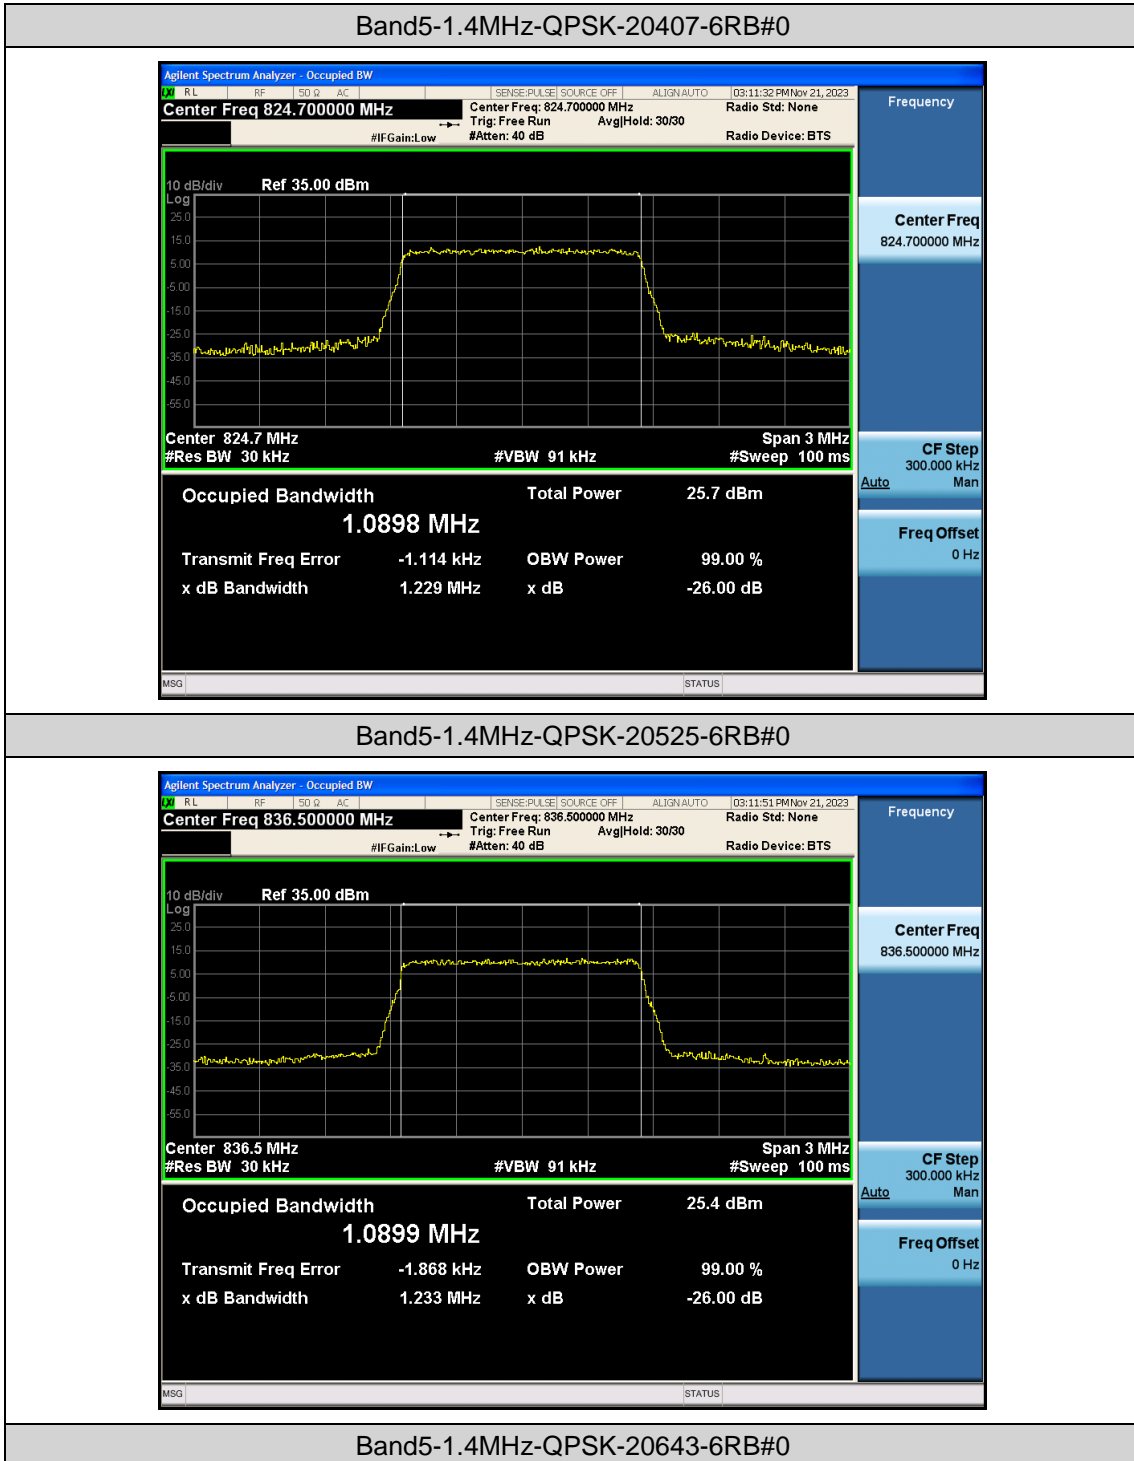 Band5-1.4MHz-QPSK-20407-6RB#0
Agilent Spectrum Analyzer - Occupied BW
LXI RL RF 50 Ω AC SENSE:PULSE SOURCE OFF ALIGN AUTO 03:11:32 PM Nov 21, 2023
Center Freq 824.700000 MHz
Center Freq: 824.700000 MHz
Radio Std: None
Trig: Free Run Avg|Hold: 30/30
#IFGain:Low #Atten: 40 dB Radio Device: BTS
Frequency
10 dB/div Ref 35.00 dBm
Log
25.0
15.0
5.00
-5.00
-15.0
-25.0
-35.0
-45.0
-55.0
Center 824.7 MHz Span 3 MHz
#Res BW 30 kHz #VBW 91 kHz #Sweep 100 ms
Center Freq
824.700000 MHz
CF Step
300.000 kHz
Auto Man
Freq Offset
0 Hz
Occupied Bandwidth Total Power 25.7 dBm
1.0898 MHz
Transmit Freq Error -1.114 kHz OBW Power 99.00 %
x dB Bandwidth 1.229 MHz x dB -26.00 dB
MSG STATUS
Band5-1.4MHz-QPSK-20525-6RB#0
Agilent Spectrum Analyzer - Occupied BW
LXI RL RF 50 Ω AC SENSE:PULSE SOURCE OFF ALIGN AUTO 03:11:51 PM Nov 21, 2023
Center Freq 836.500000 MHz
Center Freq: 836.500000 MHz
Radio Std: None
Trig: Free Run Avg|Hold: 30/30
#IFGain:Low #Atten: 40 dB Radio Device: BTS
Frequency
10 dB/div Ref 35.00 dBm
Log
25.0
15.0
5.00
-5.00
-15.0
-25.0
-35.0
-45.0
-55.0
Center 836.5 MHz Span 3 MHz
#Res BW 30 kHz #VBW 91 kHz #Sweep 100 ms
Center Freq
836.500000 MHz
CF Step
300.000 kHz
Auto Man
Freq Offset
0 Hz
Occupied Bandwidth Total Power 25.4 dBm
1.0899 MHz
Transmit Freq Error -1.868 kHz OBW Power 99.00 %
x dB Bandwidth 1.233 MHz x dB -26.00 dB
MSG STATUS
Band5-1.4MHz-QPSK-20643-6RB#0